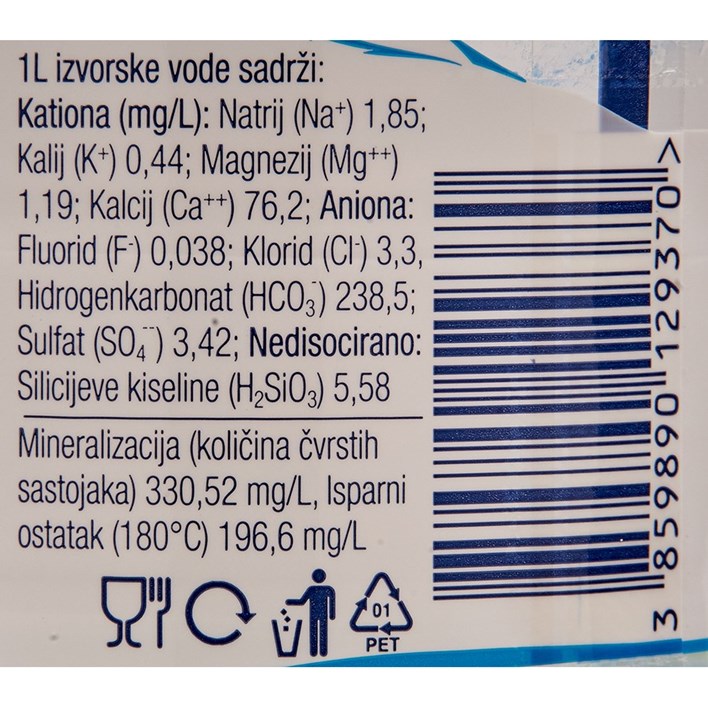 1L izvorske vode sadrži:
Kationa (mg/L): Natrij (Na⁺) 1,85;
Kalij (K⁺) 0,44; Magnezij (Mg⁺⁺)
1,19; Kalcij (Ca⁺⁺) 76,2; Aniona:
Fluorid (F⁻) 0,038; Klorid (Cl⁻) 3,3,
Hidrogenkarbonat (HCO₃⁻) 238,5;
Sulfat (SO₄⁻⁻) 3,42; Nedisocirano:
Silicijeve kiseline (H₂SiO₃) 5,58
Mineralizacija (količina čvrstih
sastojaka) 330,52 mg/L, Isparni
ostatak (180°C) 196,6 mg/L
01
PET
3 859890 129370 >